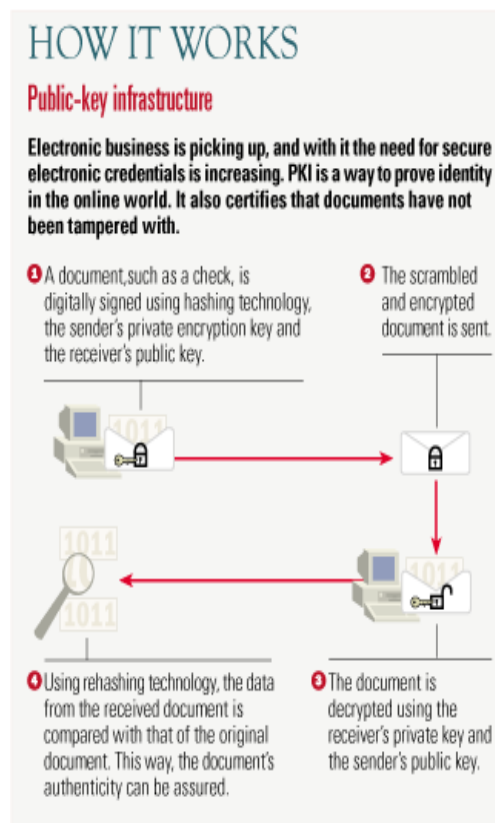 HOW IT WORKS
Public-key infrastructure
Electronic business is picking up, and with it the need for secure
electronic credentials is increasing. PKI is a way to prove identity
in the online world. It also certifies that documents have not
been tampered with.
1 A document,such as a check, is
digitally signed using hashing technology,
the sender's private encryption key and
the receiver's public key.
2 The scrambled
and encrypted
document is sent.
1011
1011
1011
1011
4 Using rehashing technology, the data
from the received document is
compared with that of the original
document. This way, the document's
authenticity can be assured.
3 The document is
decrypted using the
receiver's private key and
the sender's public key.